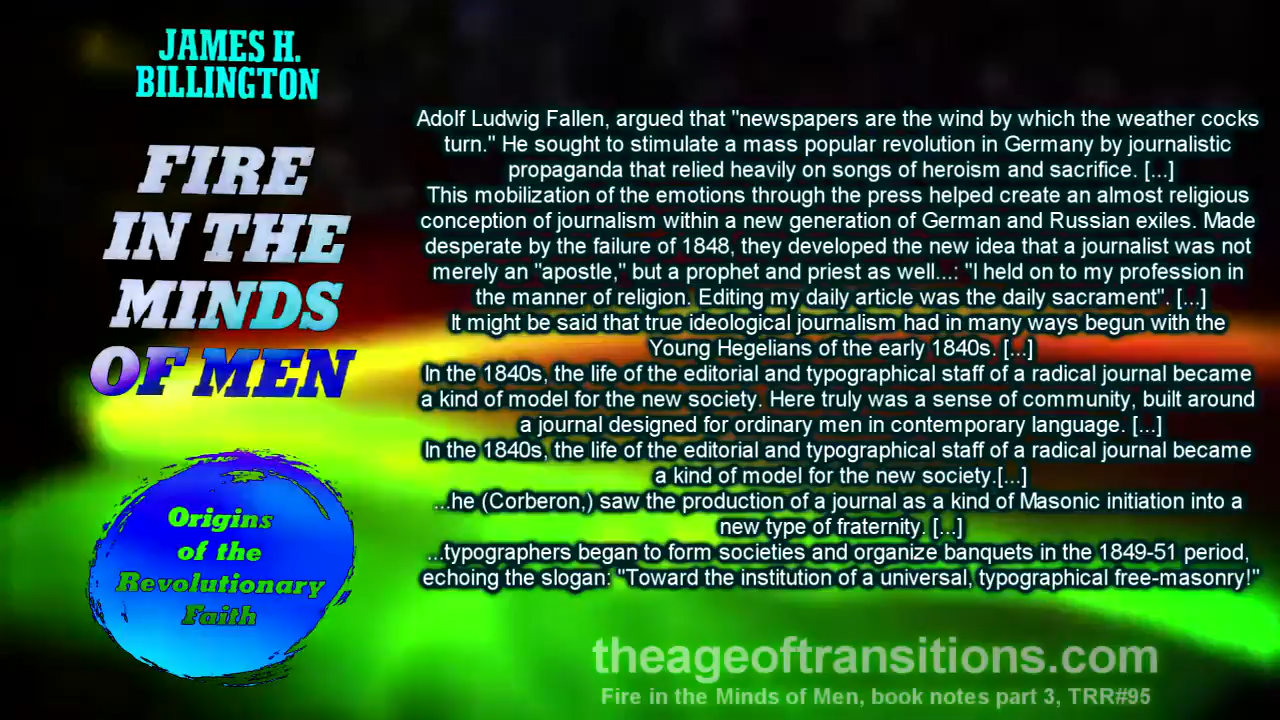 JAMES H.
BILLINGTON
FIRE
IN THE
MINDS
OF MEN
Origins
of the
Revolutionary
Faith
Adolf Ludwig Fallen, argued that "newspapers are the wind by which the weather cocks
turn." He sought to stimulate a mass popular revolution in Germany by journalistic
propaganda that relied heavily on songs of heroism and sacrifice. [...]
This mobilization of the emotions through the press helped create an almost religious
conception of journalism within a new generation of German and Russian exiles. Made
desperate by the failure of 1848, they developed the new idea that a journalist was not
merely an "apostle," but a prophet and priest as well...: "I held on to my profession in
the manner of religion. Editing my daily article was the daily sacrament". [...]
It might be said that true ideological journalism had in many ways begun with the
Young Hegelians of the early 1840s. [...]
In the 1840s, the life of the editorial and typographical staff of a radical journal became
a kind of model for the new society. Here truly was a sense of community, built around
a journal designed for ordinary men in contemporary language. [...]
In the 1840s, the life of the editorial and typographical staff of a radical journal became
a kind of model for the new society.[...]
...he (Corberon,) saw the production of a journal as a kind of Masonic initiation into a
new type of fraternity. [...]
...typographers began to form societies and organize banquets in the 1849-51 period,
echoing the slogan: "Toward the institution of a universal, typographical free-masonry!"
theageoftransitions.com
Fire in the Minds of Men, book notes part 3, TRR#95